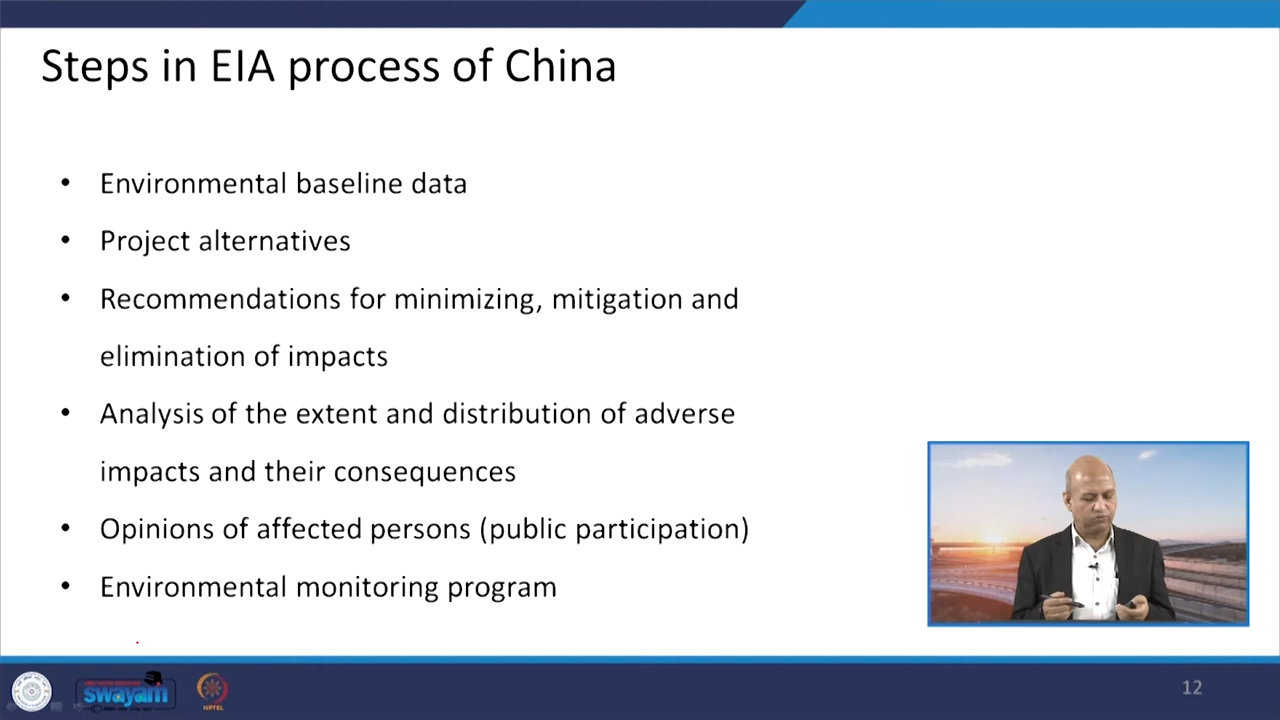 Steps in EIA process of China
• Environmental baseline data
• Project alternatives
• Recommendations for minimizing, mitigation and
elimination of impacts
• Analysis of the extent and distribution of adverse
impacts and their consequences
• Opinions of affected persons (public participation)
• Environmental monitoring program
swayam
NPTEL
12